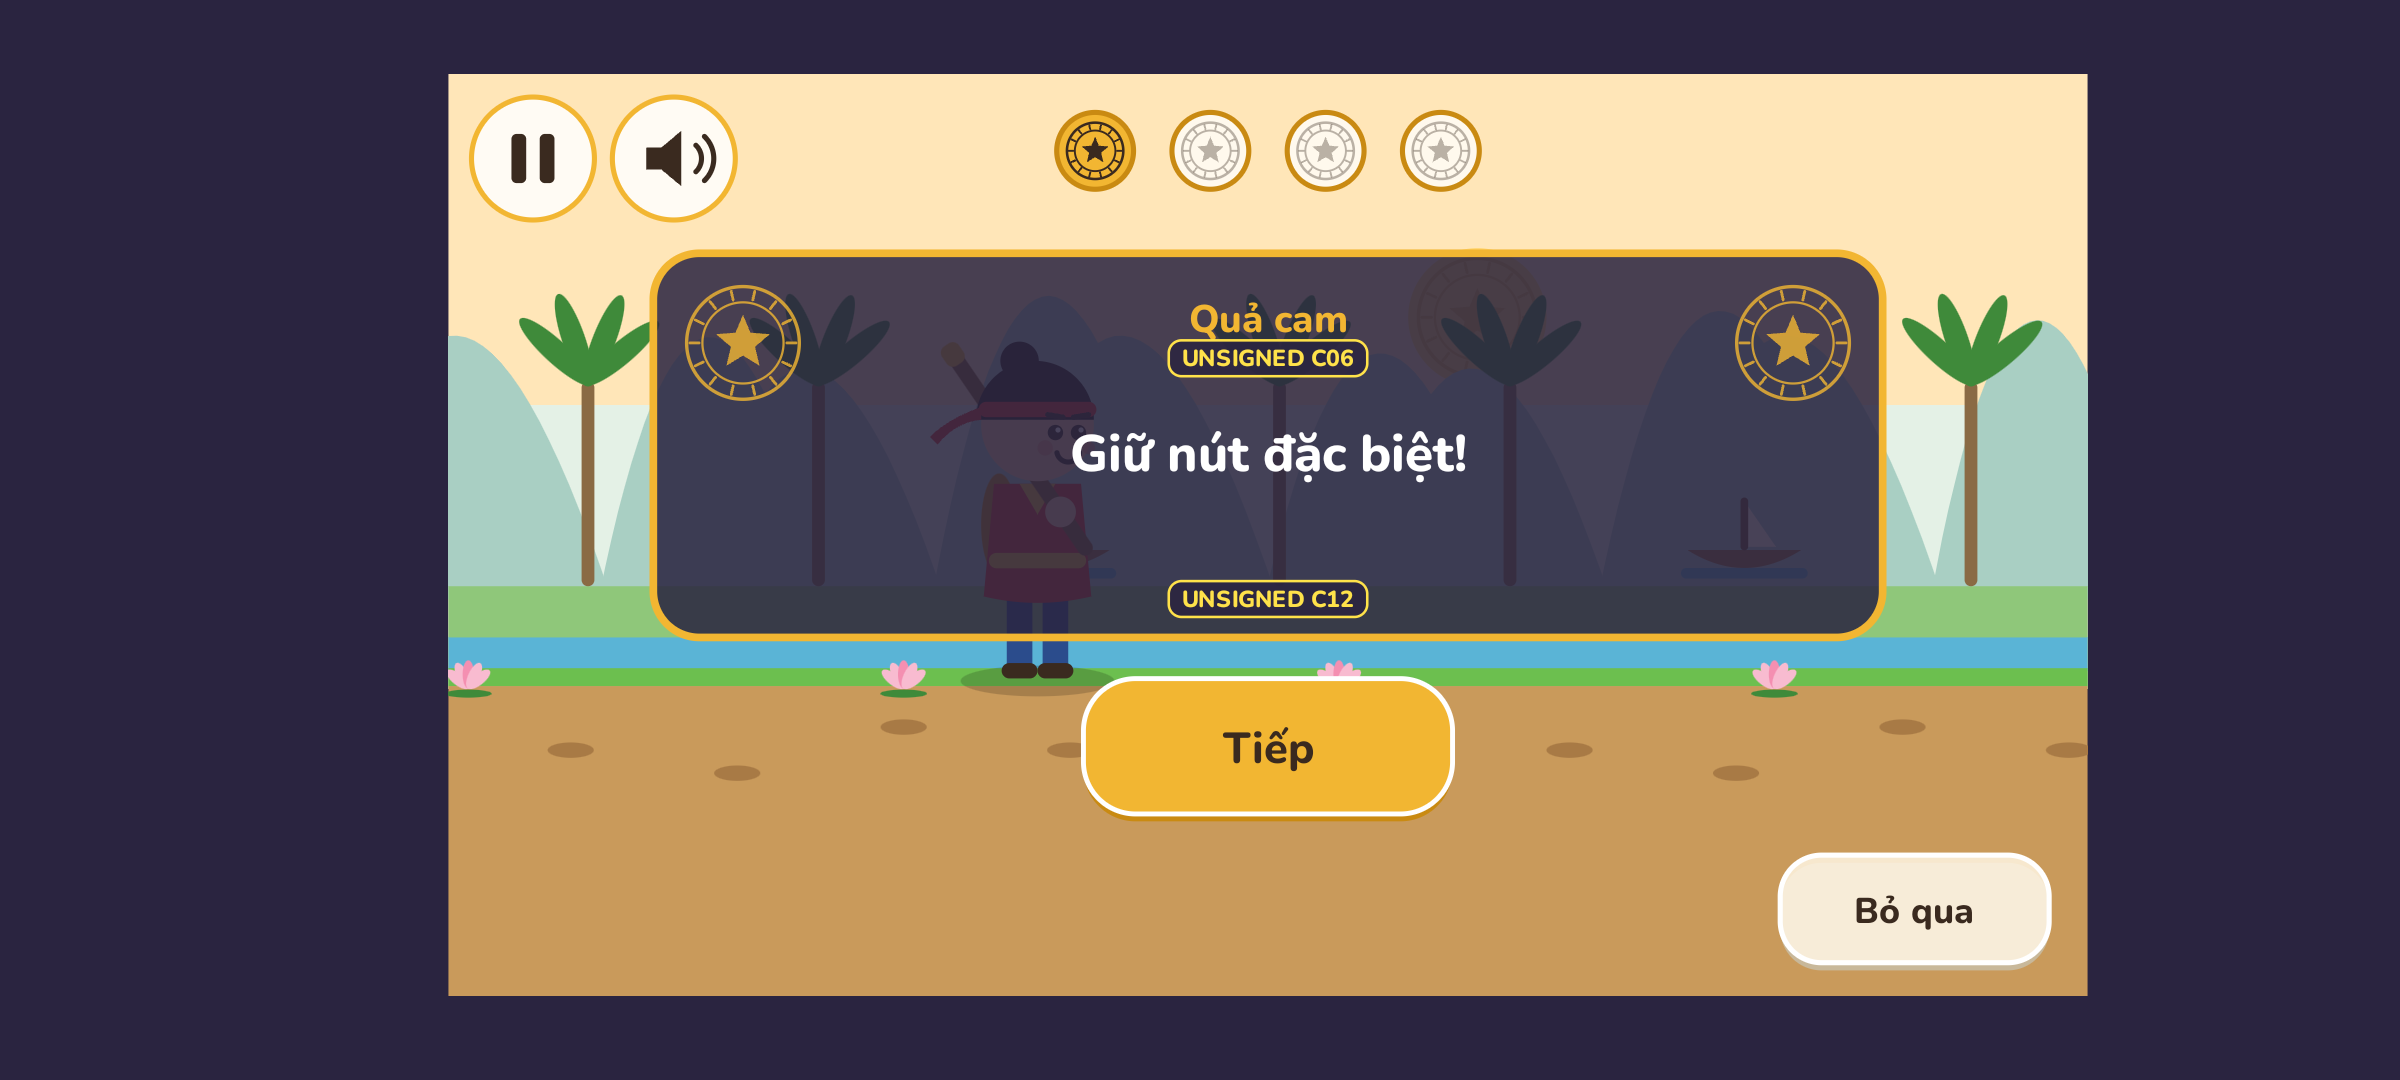 Quả cam
UNSIGNED C06
Giữ nút đặc biệt!
UNSIGNED C12
Tiếp
Bỏ qua